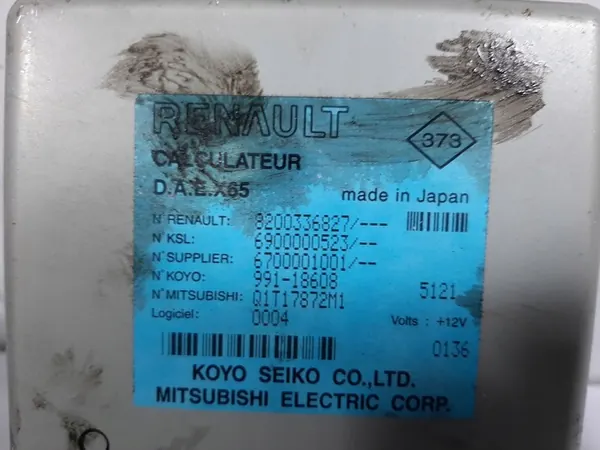 RENAULT
373
CALCULATEUR
D.A.E.X65
made in Japan
N° RENAULT: 8200336827/---
N° KSL: 6900000523/--
N° SUPPLIER: 6700001001/--
N° KOYO: 991-18608
5121
N° MITSUBISHI: Q1T17872M1
Logiciel: 0004
Volts : +12V
0136
KOYO SEIKO CO.,LTD.
MITSUBISHI ELECTRIC CORP.